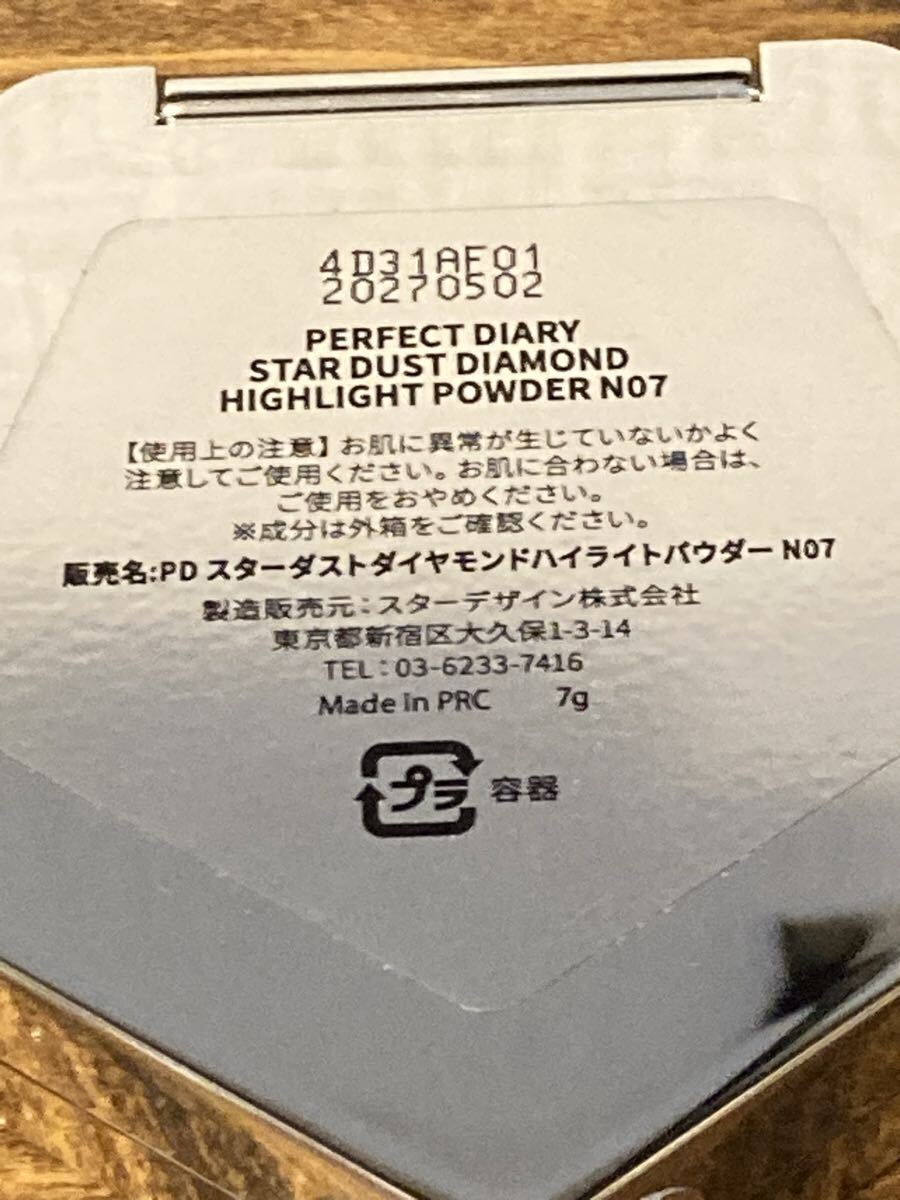 4D31AE01
20270502
PERFECT DIARY
STAR DUST DIAMOND
HIGHLIGHT POWDER N07
【使用上の注意】お肌に異常が生じていないかよく
注意してご使用ください。お肌に合わない場合は、
ご使用をおやめください。
※成分は外箱をご確認ください。
販売名:PD スターダストダイヤモンドハイライトパウダー N07
製造販売元：スターデザイン株式会社
東京都新宿区大久保1-3-14
TEL：03-6233-7416
Made in PRC 7g
プラ 容器